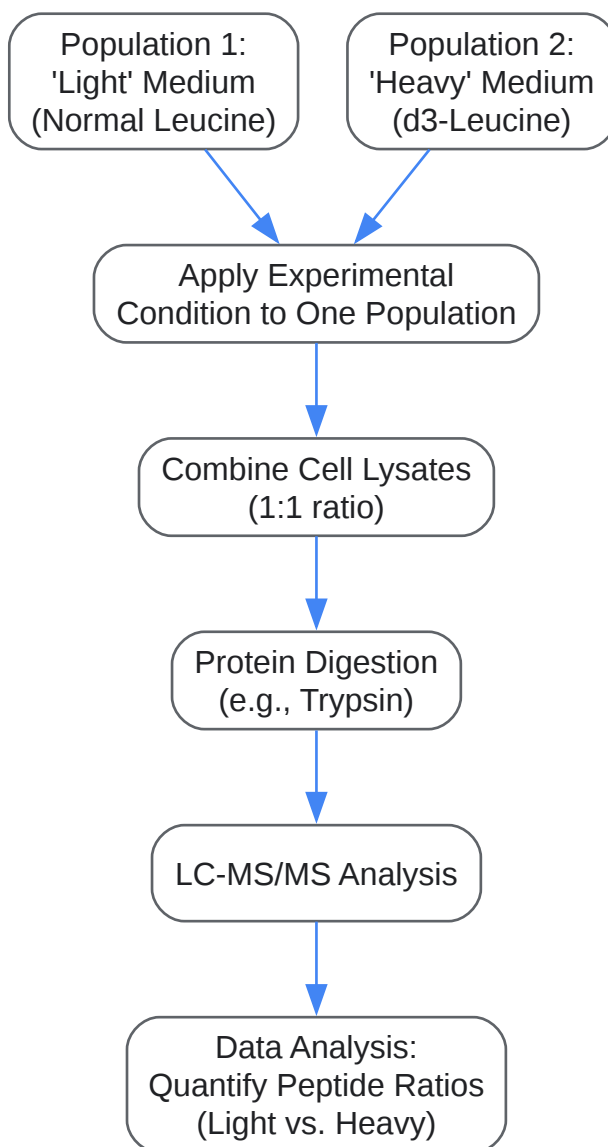 Population 1:
'Light' Medium
(Normal Leucine)
Population 2:
'Heavy' Medium
(d3-Leucine)
Apply Experimental
Condition to One Population
Combine Cell Lysates
(1:1 ratio)
Protein Digestion
(e.g., Trypsin)
LC-MS/MS Analysis
Data Analysis:
Quantify Peptide Ratios
(Light vs. Heavy)